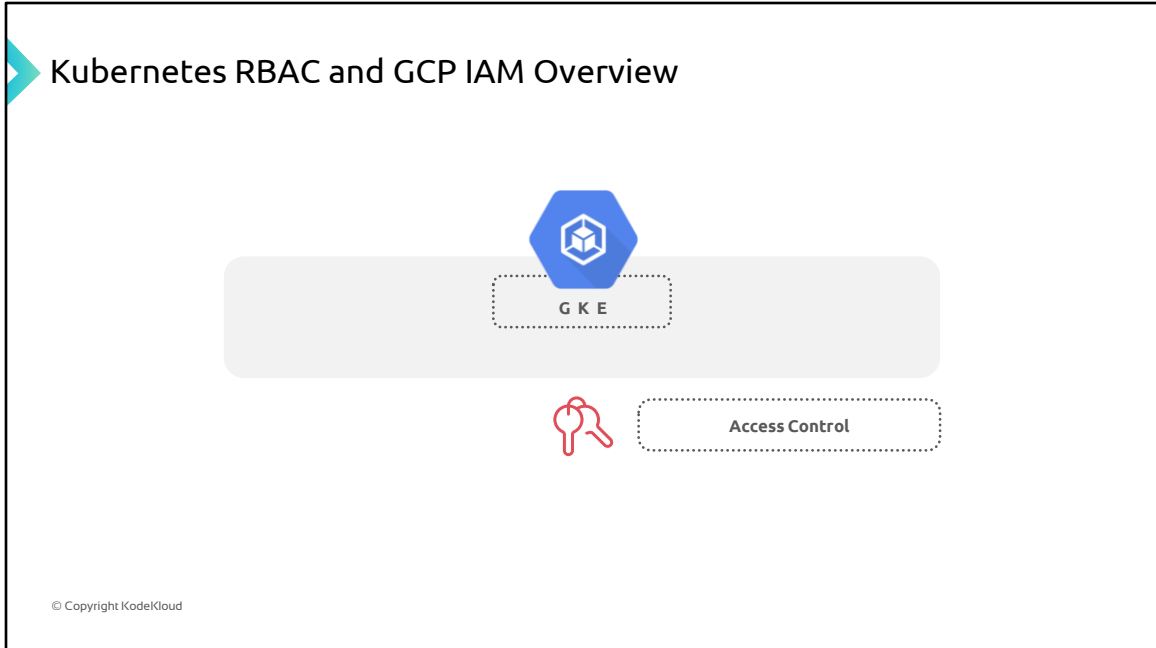 Kubernetes RBAC and GCP IAM Overview
G K E
Access Control
© Copyright KodeKloud